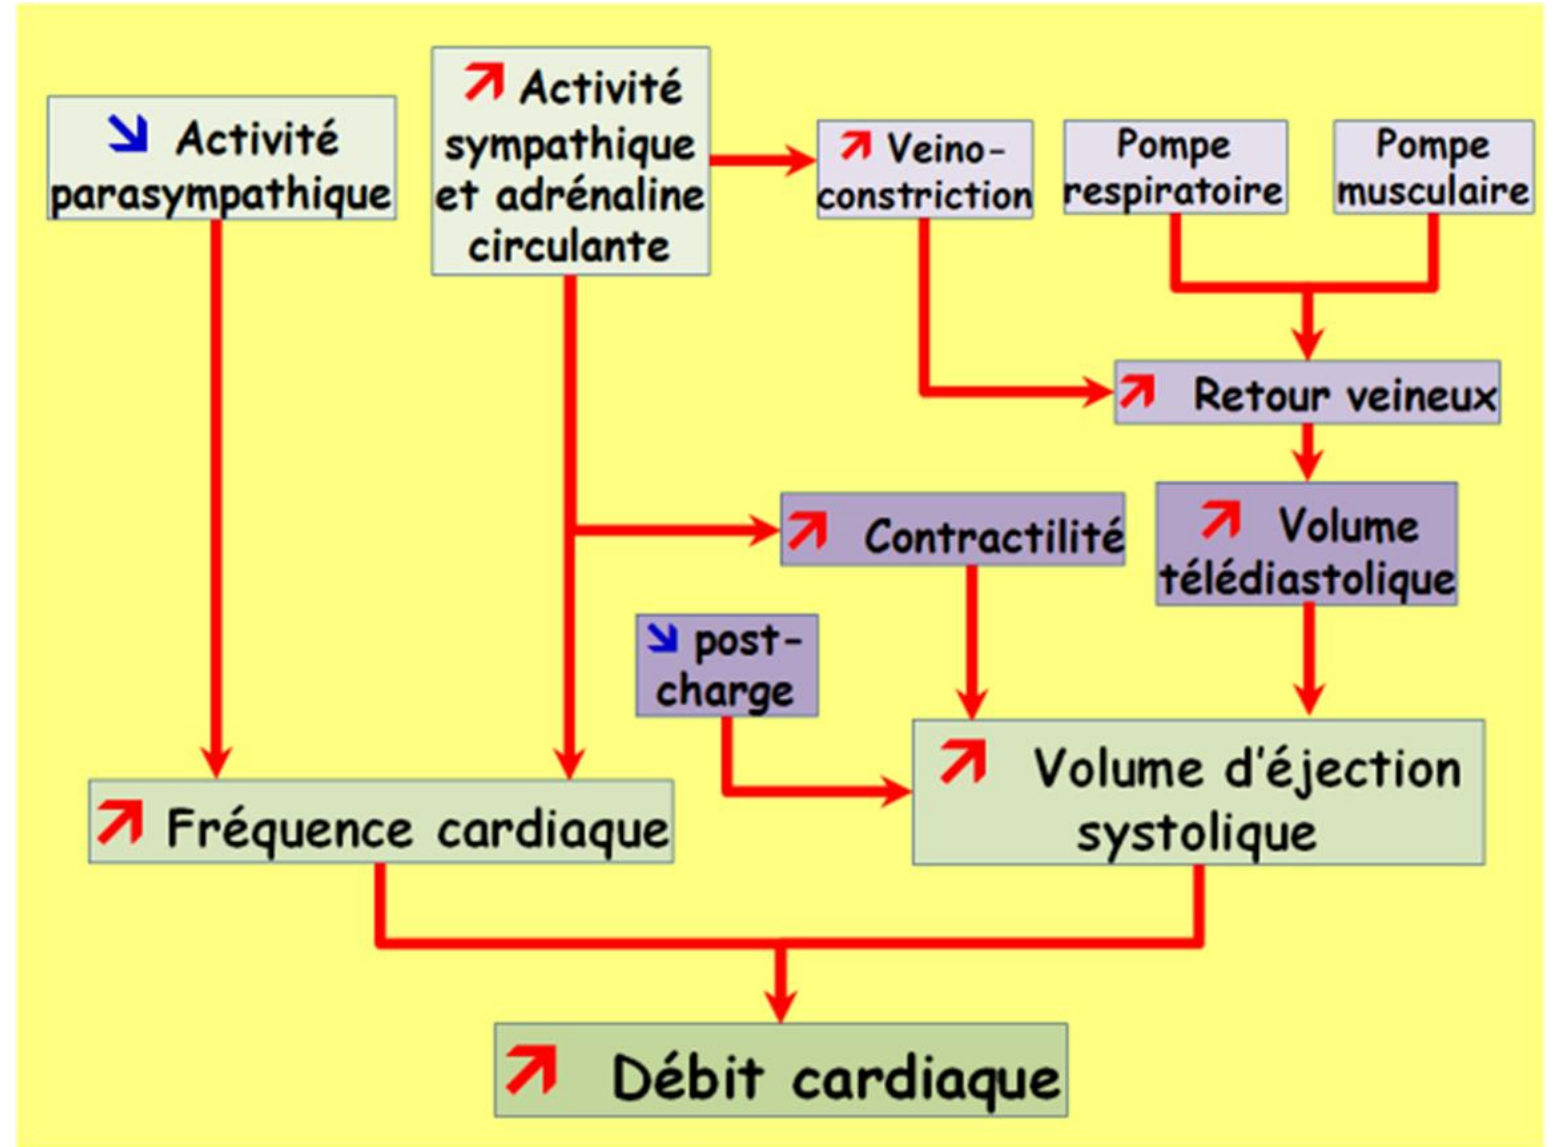 ↘ Activité
parasympathique
↗ Activité
sympathique
et adrénaline
circulante
↗ Veino-
constriction
Pompe
respiratoire
Pompe
musculaire
↗ Retour veineux
↗ Contractilité
↗ Volume
télédiastolique
↘ post-
charge
↗ Fréquence cardiaque
↗ Volume d'éjection
systolique
↗ Débit cardiaque